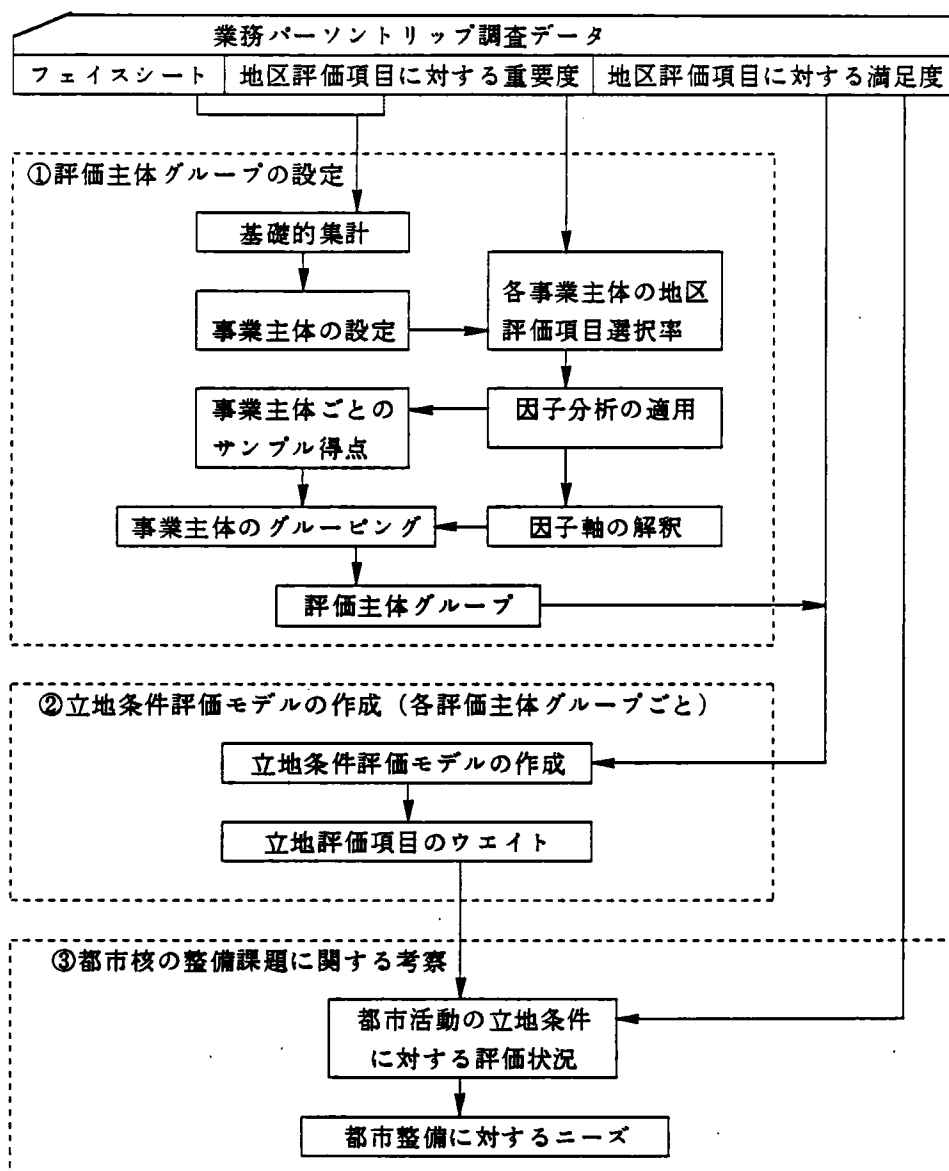 業務パーソントリップ調査データ
フェイスシート
地区評価項目に対する重要度
地区評価項目に対する満足度
①評価主体グループの設定
基礎的集計
事業主体の設定
各事業主体の地区
評価項目選択率
事業主体ごとの
サンプル得点
因子分析の適用
事業主体のグルーピング
因子軸の解釈
評価主体グループ
②立地条件評価モデルの作成（各評価主体グループごと）
立地条件評価モデルの作成
立地評価項目のウエイト
③都市核の整備課題に関する考察
都市活動の立地条件
に対する評価状況
都市整備に対するニーズ